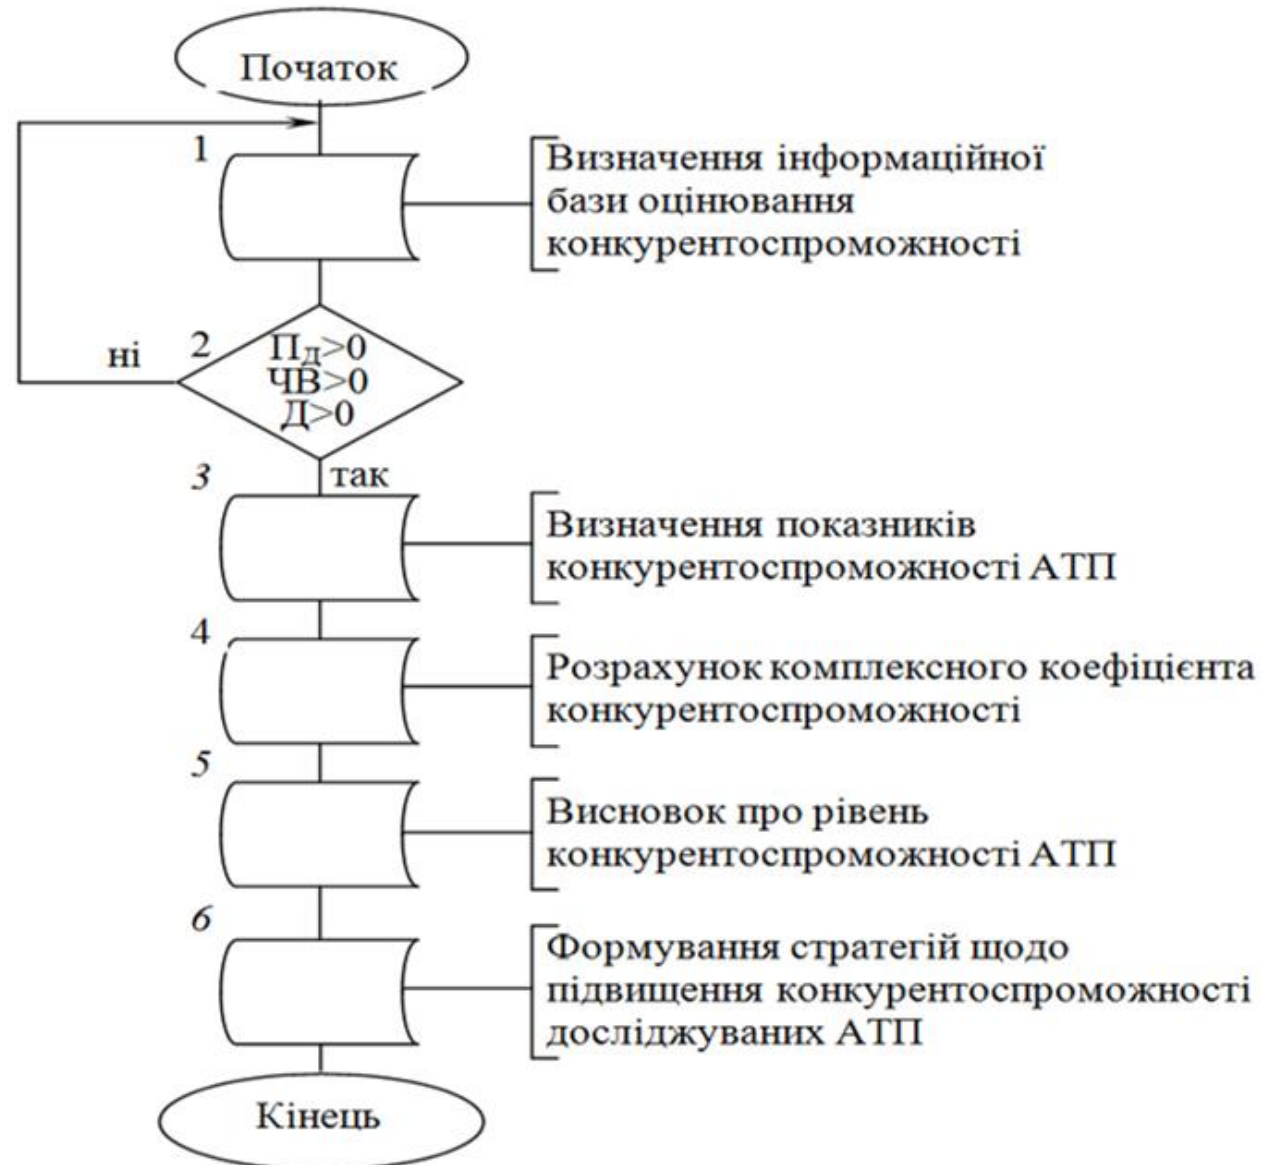 Початок
1
Визначення інформаційної
бази оцінювання
конкурентоспроможності
ні
2
Пд>0
ЧВ>0
Д>0
так
3
Визначення показників
конкурентоспроможності АТП
4
Розрахунок комплексного коефіцієнта
конкурентоспроможності
5
Висновок про рівень
конкурентоспроможності АТП
6
Формування стратегій щодо
підвищення конкурентоспроможності
досліджуваних АТП
Кінець